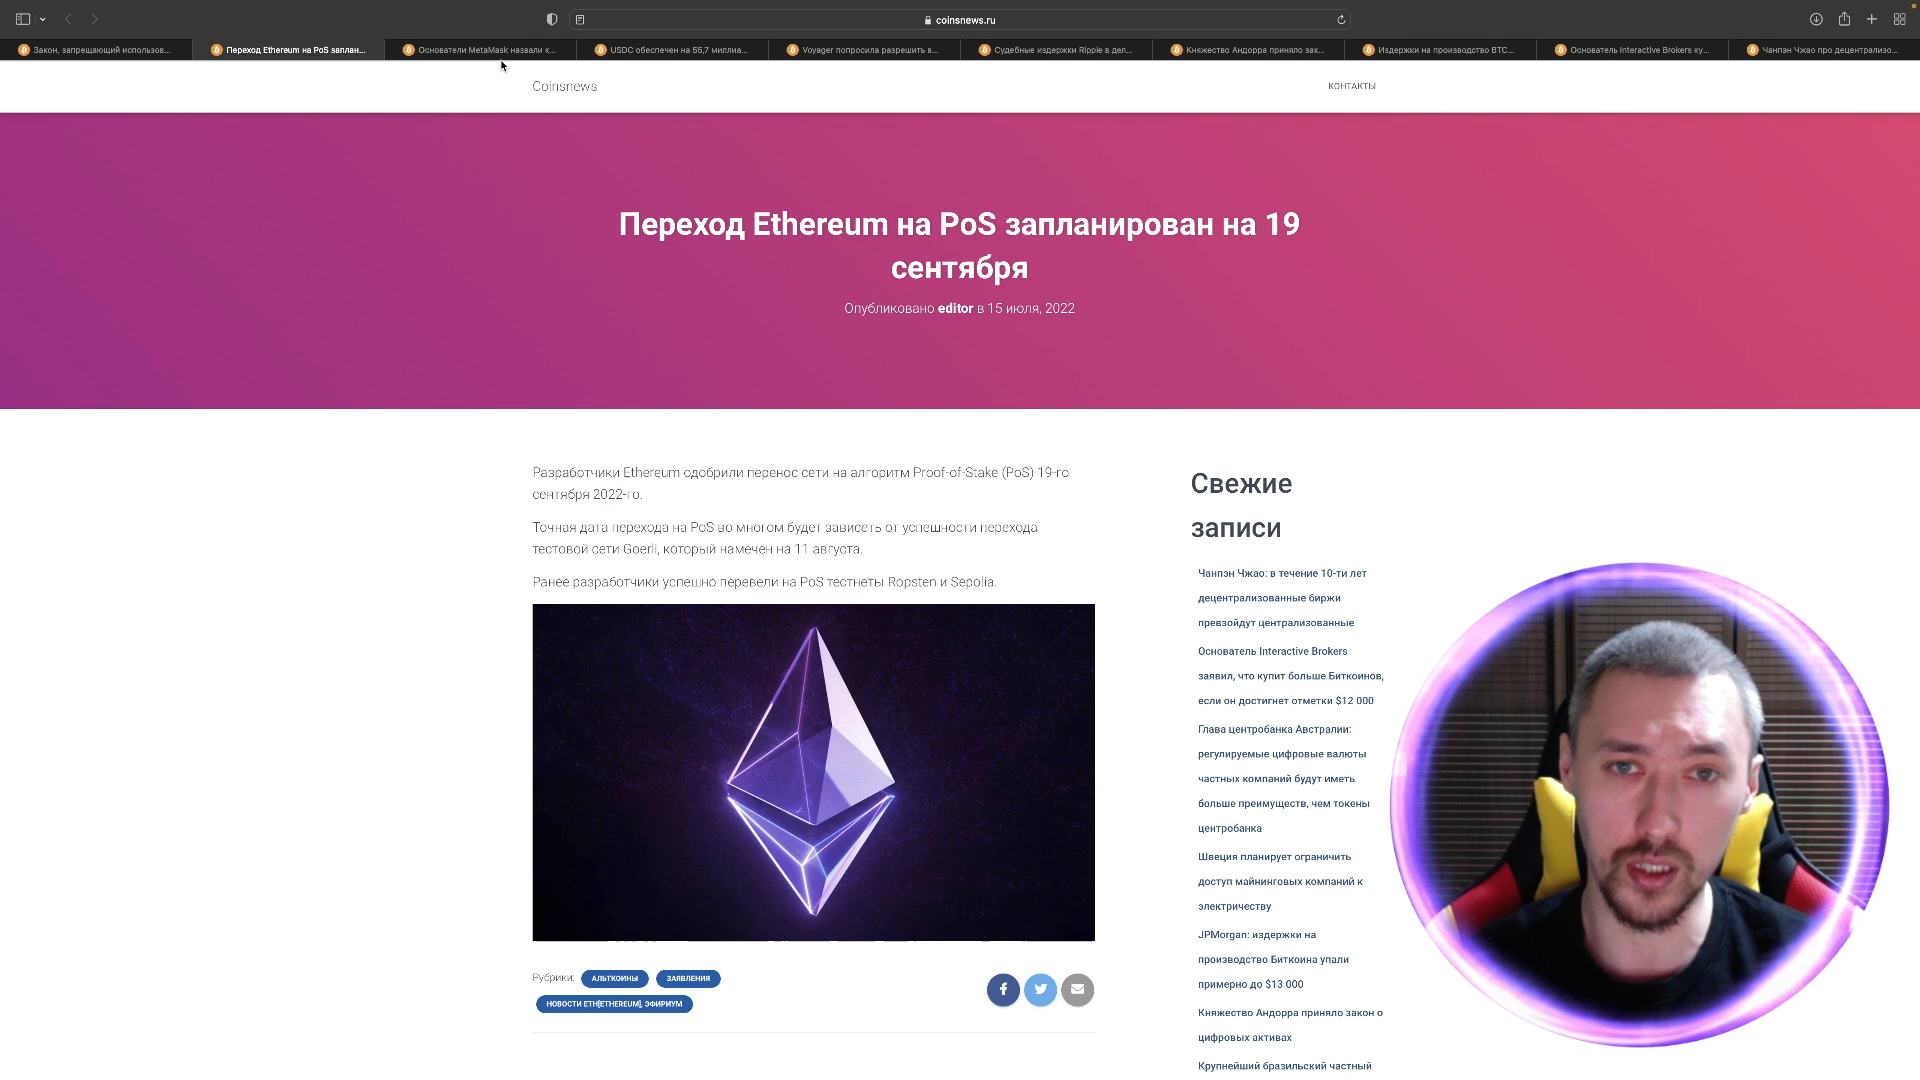 coinsnews.ru
Закон, запрещающий использов...
Переход Ethereum на PoS заплан...
Основатели MetaMask назвали к...
USDC обеспечен на 55,7 миллиа...
Voyager попросила разрешить в...
Судебные издержки Ripple в дел...
Княжество Андорра приняло зак...
Издержки на производство BTC...
Основатель Interactive Brokers ку...
Чанпэн Чжао про децентрализо...
Coinsnews
КОНТАКТЫ
Переход Ethereum на PoS запланирован на 19
сентября
Опубликовано editor в 15 июля, 2022
Разработчики Ethereum одобрили перенос сети на алгоритм Proof-of-Stake (PoS) 19-го
сентября 2022-го.
Точная дата перехода на PoS во многом будет зависеть от успешности перехода
тестовой сети Goerli, который намечен на 11 августа.
Ранее разработчики успешно перевели на PoS тестнеты Ropsten и Sepolia.
Рубрики: АЛЬТКОИНЫ ЗАЯВЛЕНИЯ
НОВОСТИ ETH[ETHEREUM], ЭФИРИУМ
Свежие
записи
Чанпэн Чжао: в течение 10-ти лет
децентрализованные биржи
превзойдут централизованные
Основатель Interactive Brokers
заявил, что купит больше Биткоинов,
если он достигнет отметки $12 000
Глава центробанка Австралии:
регулируемые цифровые валюты
частных компаний будут иметь
больше преимуществ, чем токены
центробанка
Швеция планирует ограничить
доступ майнинговых компаний к
электричеству
JPMorgan: издержки на
производство Биткоина упали
примерно до $13 000
Княжество Андорра приняло закон о
цифровых активах
Крупнейший бразильский частный